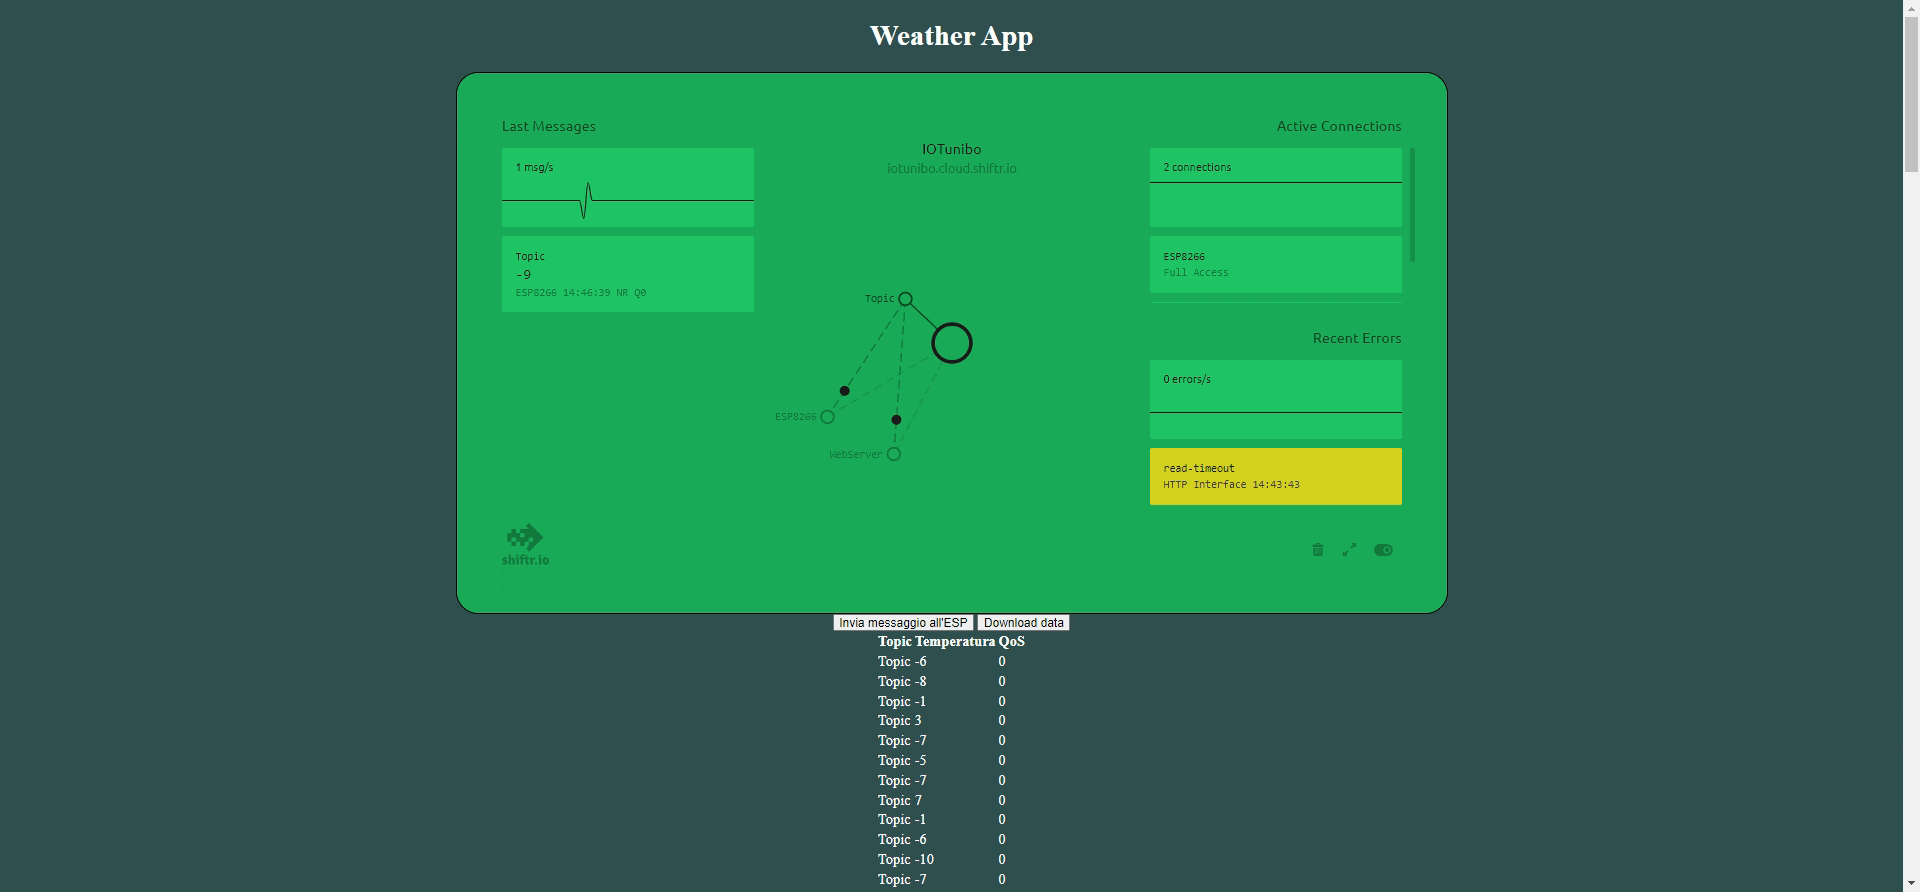 Weather App
Last Messages
1 msg/s
Topic
-9
ESP8266 14:46:39 NR Q0
IOTunibo
iotunibo.cloud.shiftr.io
Topic
ESP8266
WebServer
Active Connections
2 connections
ESP8266
Full Access
Recent Errors
0 errors/s
read-timeout
HTTP Interface 14:43:43
shiftr.io
Invia messaggio all'ESP Download data
Topic Temperatura QoS
Topic -6 0
Topic -8 0
Topic -1 0
Topic 3 0
Topic -7 0
Topic -5 0
Topic -7 0
Topic 7 0
Topic -1 0
Topic -6 0
Topic -10 0
Topic -7 0